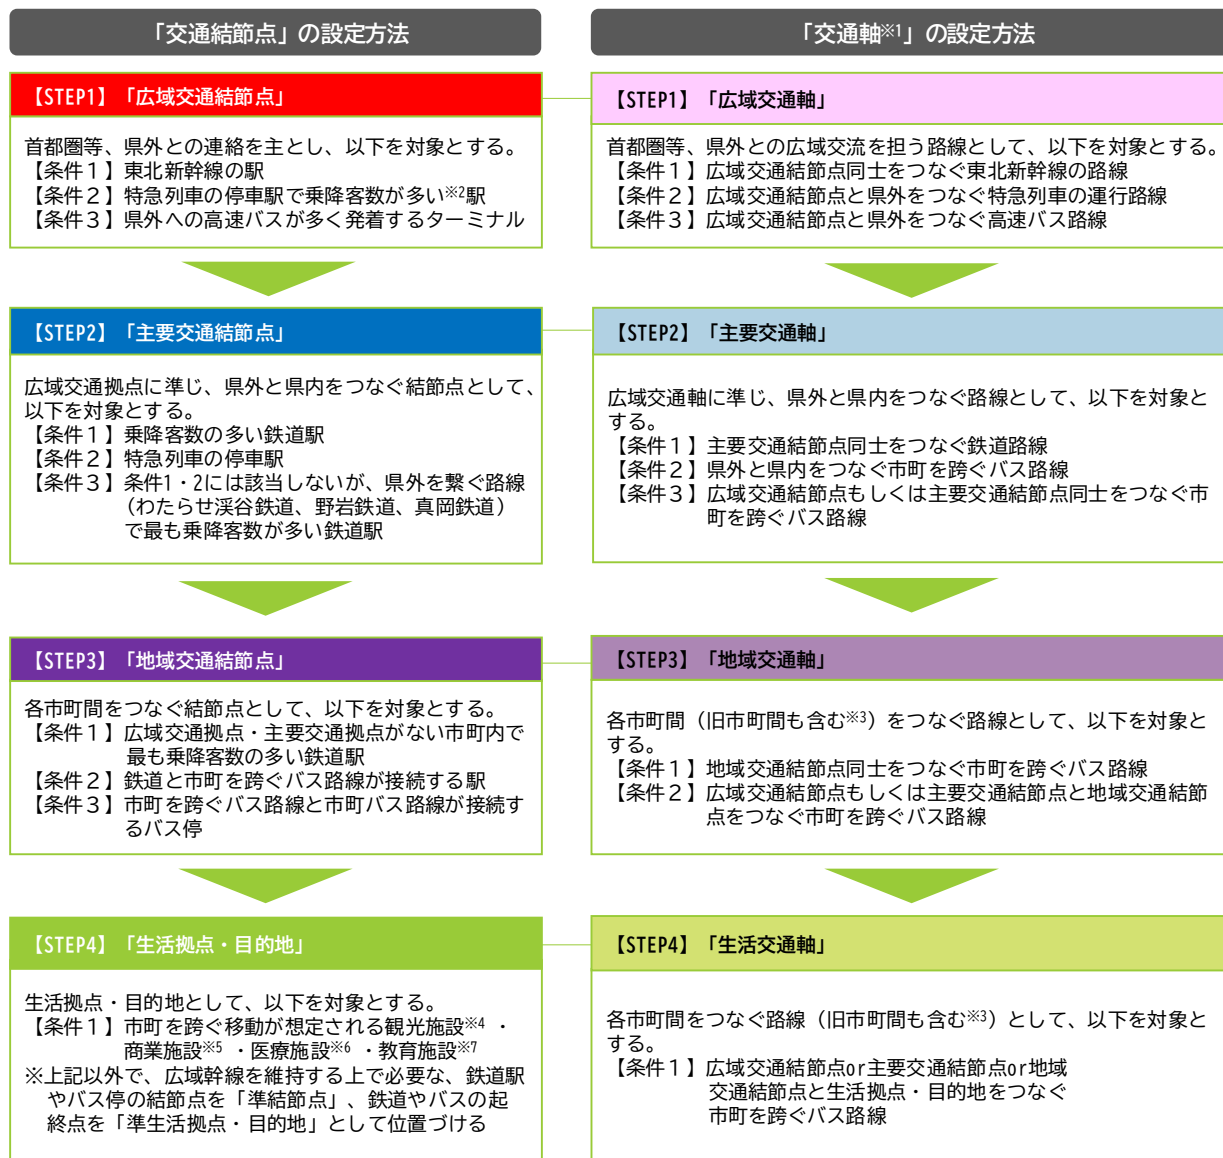 「交通結節点」の設定方法
【STEP1】「広域交通結節点」
首都圏等、県外との連絡を主とし、以下を対象とする。
【条件１】東北新幹線の駅
【条件２】特急列車の停車駅で乗降客数が多い※2駅
【条件３】県外への高速バスが多く発着するターミナル
【STEP2】「主要交通結節点」
広域交通拠点に準じ、県外と県内をつなぐ結節点として、
以下を対象とする。
【条件１】乗降客数の多い鉄道駅
【条件２】特急列車の停車駅
【条件３】条件1・2には該当しないが、県外を繋ぐ路線
（わたらせ渓谷鉄道、野岩鉄道、真岡鉄道）
で最も乗降客数が多い鉄道駅
【STEP3】「地域交通結節点」
各市町間をつなぐ結節点として、以下を対象とする。
【条件１】広域交通拠点・主要交通拠点がない市町内で
最も乗降客数の多い鉄道駅
【条件２】鉄道と市町を跨ぐバス路線が接続する駅
【条件３】市町を跨ぐバス路線と市町バス路線が接続す
るバス停
【STEP4】「生活拠点・目的地」
生活拠点・目的地として、以下を対象とする。
【条件１】市町を跨ぐ移動が想定される観光施設※4 ・
商業施設※5 ・医療施設※6 ・教育施設※7
※上記以外で、広域幹線を維持する上で必要な、鉄道駅
やバス停の結節点を「準結節点」、鉄道やバスの起
終点を「準生活拠点・目的地」として位置づける
「交通軸※1」の設定方法
【STEP1】「広域交通軸」
首都圏等、県外との広域交流を担う路線として、以下を対象とする。
【条件１】広域交通結節点同士をつなぐ東北新幹線の路線
【条件２】広域交通結節点と県外をつなぐ特急列車の運行路線
【条件３】広域交通結節点と県外をつなぐ高速バス路線
【STEP2】「主要交通軸」
広域交通軸に準じ、県外と県内をつなぐ路線として、以下を対象と
する。
【条件１】主要交通結節点同士をつなぐ鉄道路線
【条件２】県外と県内をつなぐ市町を跨ぐバス路線
【条件３】広域交通結節点もしくは主要交通結節点同士をつなぐ市
町を跨ぐバス路線
【STEP3】「地域交通軸」
各市町間（旧市町間も含む※3）をつなぐ路線として、以下を対象と
する。
【条件１】地域交通結節点同士をつなぐ市町を跨ぐバス路線
【条件２】広域交通結節点もしくは主要交通結節点と地域交通結節
点をつなぐ市町を跨ぐバス路線
【STEP4】「生活交通軸」
各市町間をつなぐ路線（旧市町間も含む※3）として、以下を対象と
する。
【条件１】広域交通結節点or主要交通結節点or地域
交通結節点と生活拠点・目的地をつなぐ
市町を跨ぐバス路線